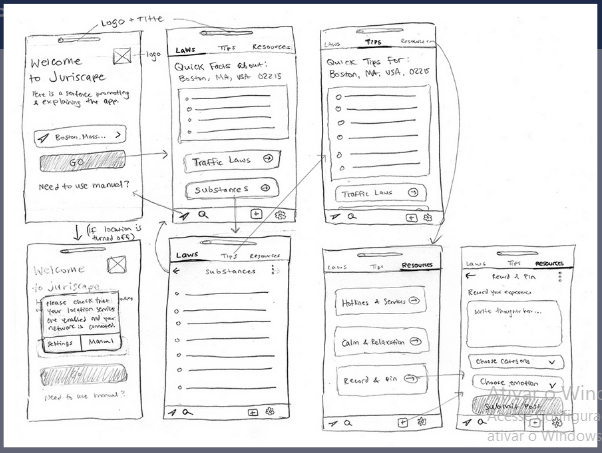 Logo + Title
Welcome
to Juriscape
logo
Here is a sentence promoting
& explaining the app.
Boston, Mass...
GO
Need to use manual?
(if location is
turned off)
Laws Tips Resources
Quick Facts About:
Boston, MA, USA, 02215
Traffic Laws
Substances
Laws Tips Resources
Quick Tips For:
Boston, MA, USA, 02215
Traffic Laws
Welcome
to Juriscape
Please check that
your location services
are enabled and your
network is connected.
Settings Manual
Need to use manual?
Laws Tips Resources
Substances
Laws Tips Resources
Hotlines & Services
Calm & Relaxation
Record & Pin
Laws Tips Resources
Record & Pin
Record your experience
Write thoughts here...
Choose category
Choose emotion
Submit Post
Ativar o Wind
Acesse
configura
ativar o Windows